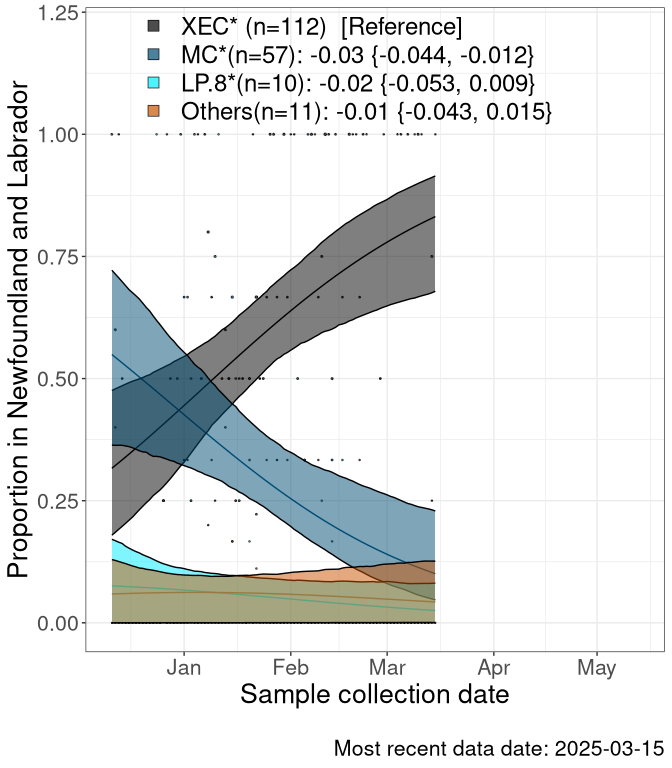 XEC* (n=112)  [Reference]
MC*(n=57): -0.03 {-0.044, -0.012}
LP.8*(n=10): -0.02 {-0.053, 0.009}
Others(n=11): -0.01 {-0.043, 0.015}
Proportion in Newfoundland and Labrador
1.25
1.00
0.75
0.50
0.25
0.00
Jan Feb Mar Apr May
Sample collection date
Most recent data date: 2025-03-15